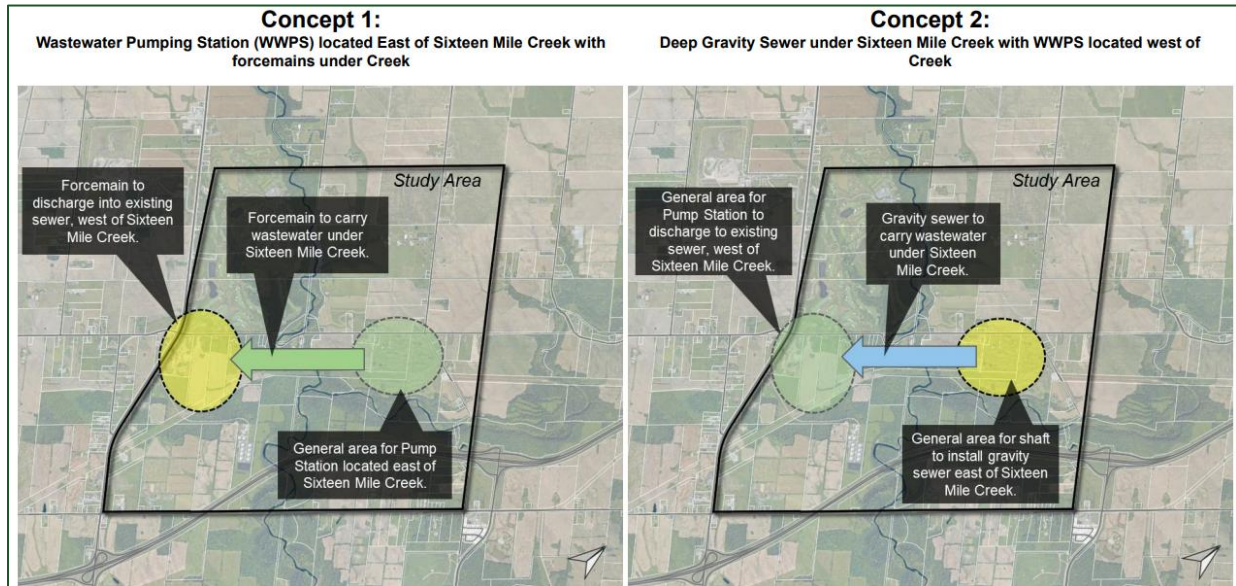 Concept 1:
Wastewater Pumping Station (WWPS) located East of Sixteen Mile Creek with
forcemains under Creek
Study Area
Forcemain to
discharge into existing
sewer, west of Sixteen
Mile Creek.
Forcemain to carry
wastewater under
Sixteen Mile Creek.
General area for Pump
Station located east of
Sixteen Mile Creek.
Concept 2:
Deep Gravity Sewer under Sixteen Mile Creek with WWPS located west of
Creek
Study Area
General area for
Pump Station to
discharge to existing
sewer, west of
Sixteen Mile Creek.
Gravity sewer to
carry wastewater
under Sixteen
Mile Creek.
General area for shaft
to install gravity
sewer east of Sixteen
Mile Creek.